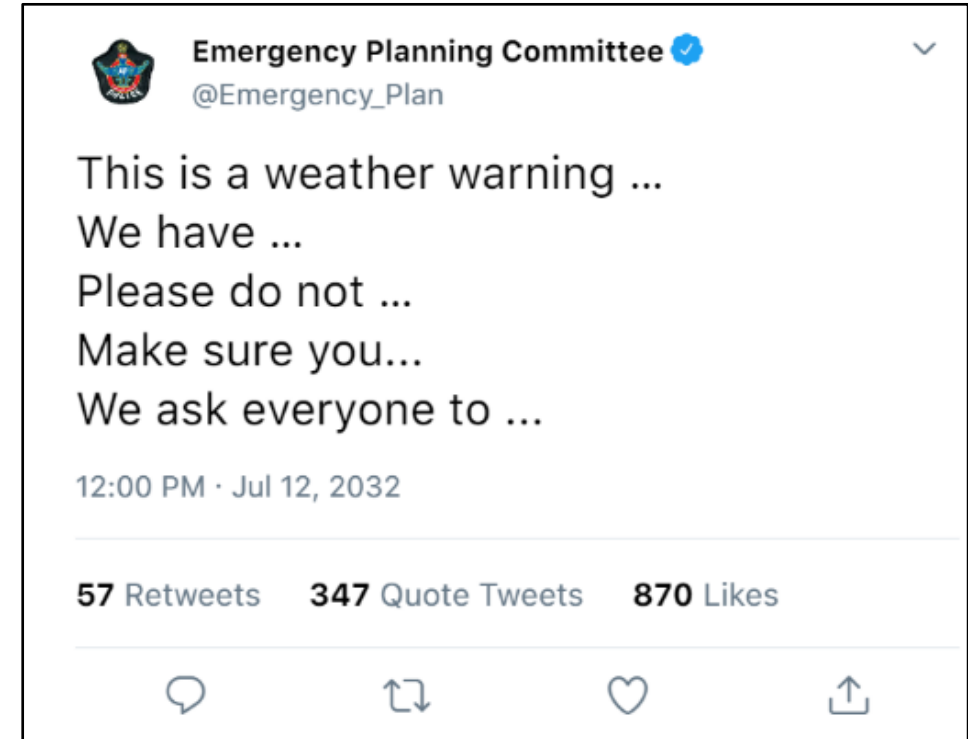 Emergency Planning Committee
@Emergency_Plan
This is a weather warning ...
We have ...
Please do not ...
Make sure you...
We ask everyone to ...
12:00 PM · Jul 12, 2032
57 Retweets 347 Quote Tweets 870 Likes